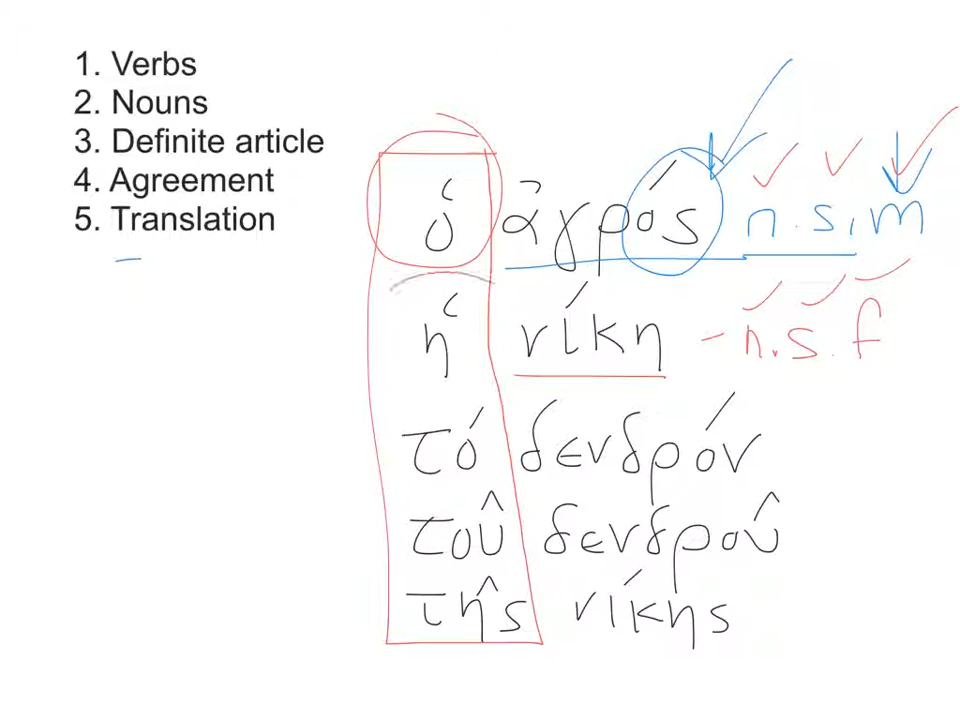 1. Verbs
2. Nouns
3. Definite article
4. Agreement
5. Translation
ὁ ἀγρός n.s,m
ἡ νίκη - n.s.f
τό δενδρόν
τοῦ δενδροῦ
τῆς νίκης